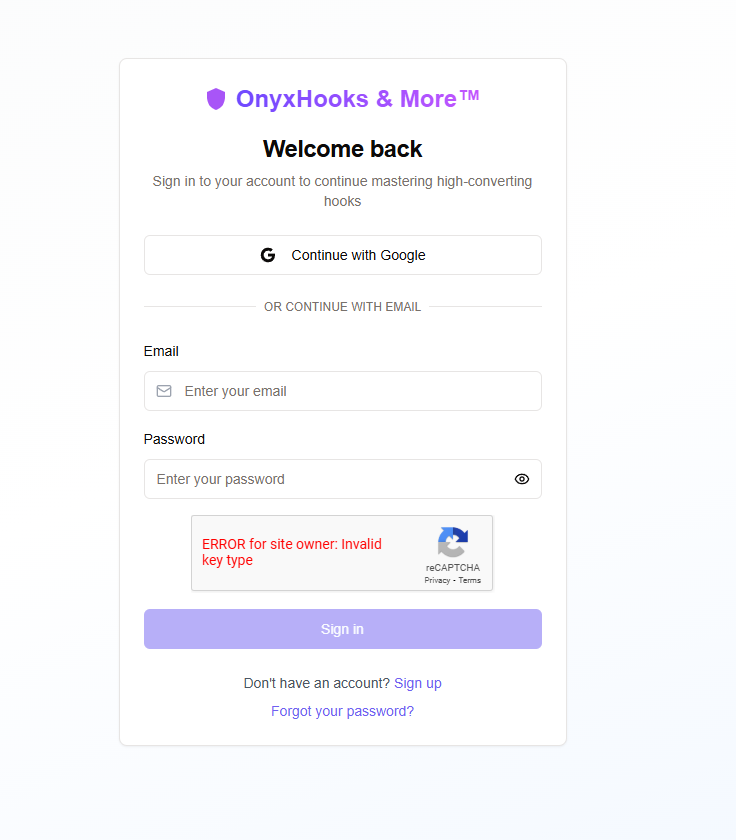 OnyxHooks & More™
Welcome back
Sign in to your account to continue mastering high-converting
hooks
G Continue with Google
OR CONTINUE WITH EMAIL
Email
Enter your email
Password
Enter your password
ERROR for site owner: Invalid
key type
reCAPTCHA
Privacy - Terms
Sign in
Don't have an account? Sign up
Forgot your password?